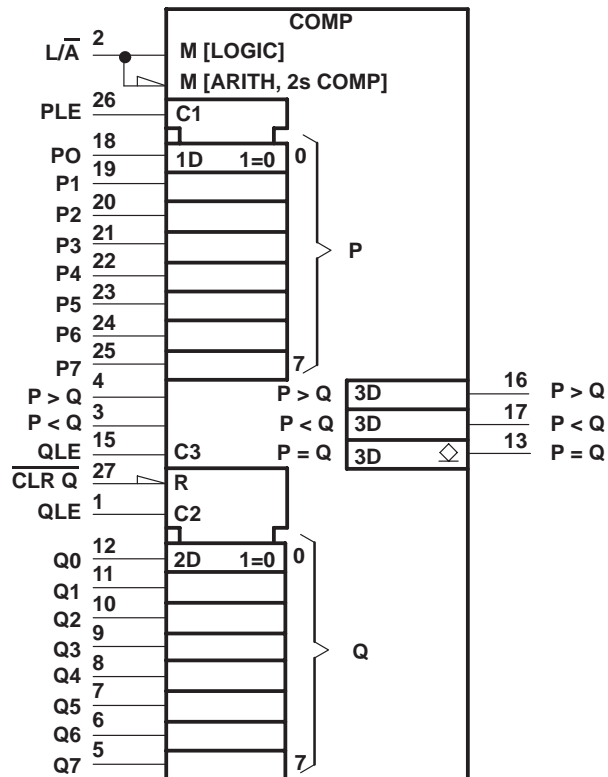 COMP
L/A̅ 2 M [LOGIC]
M [ARITH, 2s COMP]
PLE 26 C1
PO 18 1D 1=0 0
P1 19
P2 20
P3 21
P4 22 P
P5 23
P6 24
P7 25 7
P > Q 4 P > Q 3D 16 P > Q
P < Q 3 P < Q 3D 17 P < Q
QLE 15 C3 P = Q 3D 13 P = Q
C̅L̅R̅ ̅Q̅ 27 R
QLE 1 C2
Q0 12 2D 1=0 0
Q1 11
Q2 10
Q3 9 Q
Q4 8
Q5 7
Q6 6
Q7 5 7